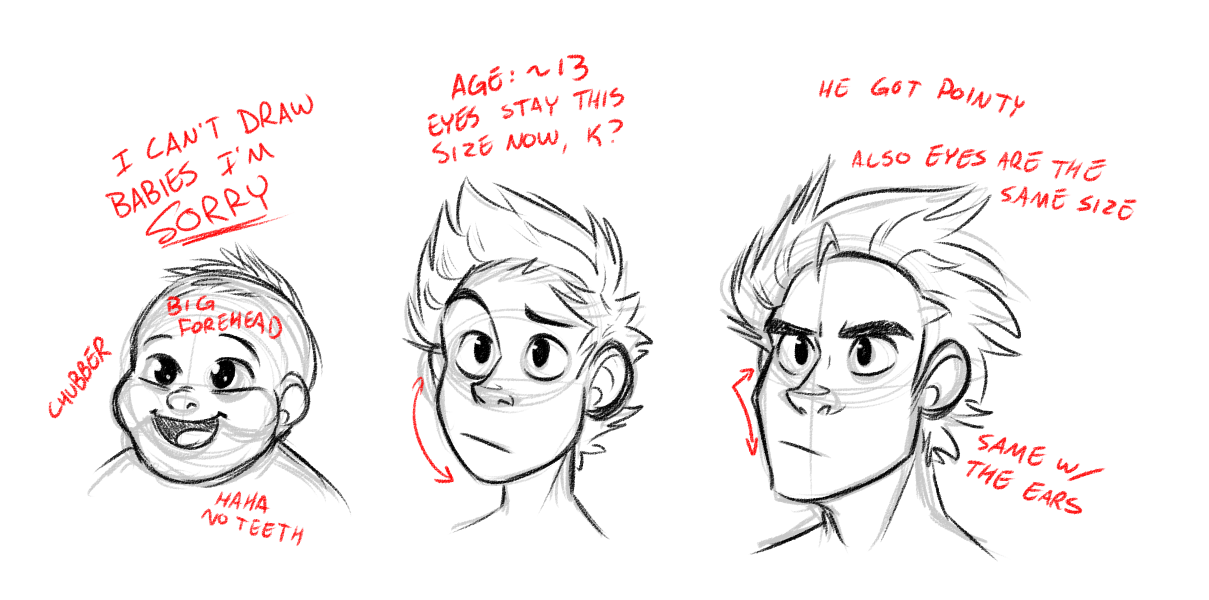 I CAN'T DRAW
BABIES I'M
SORRY
BIG
FOREHEAD
CHUBBER
HAHA
NO TEETH
AGE: ~13
EYES STAY THIS
SIZE NOW, K?
HE GOT POINTY
ALSO EYES ARE THE
SAME SIZE
SAME W/
THE EARS